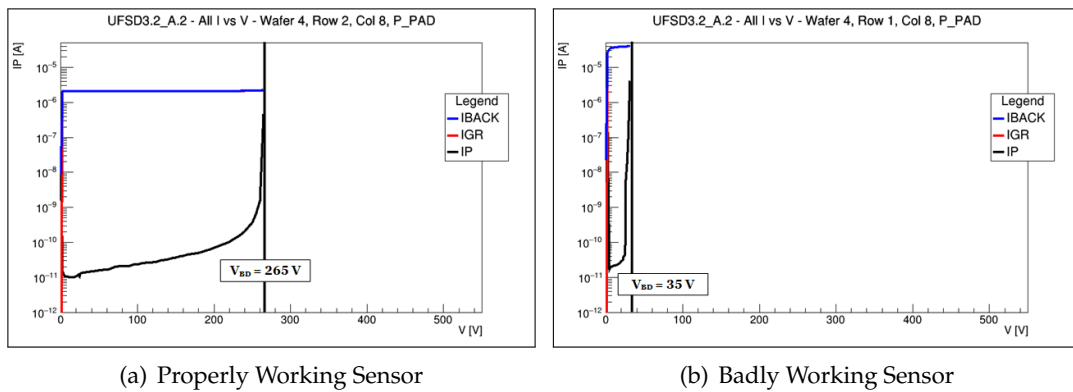 UFSD3.2_A.2 - All I vs V - Wafer 4, Row 2, Col 8, P_PAD
IP [A]
10⁻⁵
10⁻⁶
10⁻⁷
10⁻⁸
10⁻⁹
10⁻¹⁰
10⁻¹¹
10⁻¹²
Legend
IBACK
IGR
IP
V_BD = 265 V
0 100 200 300 400 500
V [V]
(a) Properly Working Sensor
UFSD3.2_A.2 - All I vs V - Wafer 4, Row 1, Col 8, P_PAD
IP [A]
10⁻⁵
10⁻⁶
10⁻⁷
10⁻⁸
10⁻⁹
10⁻¹⁰
10⁻¹¹
10⁻¹²
Legend
IBACK
IGR
IP
V_BD = 35 V
0 100 200 300 400 500
V [V]
(b) Badly Working Sensor